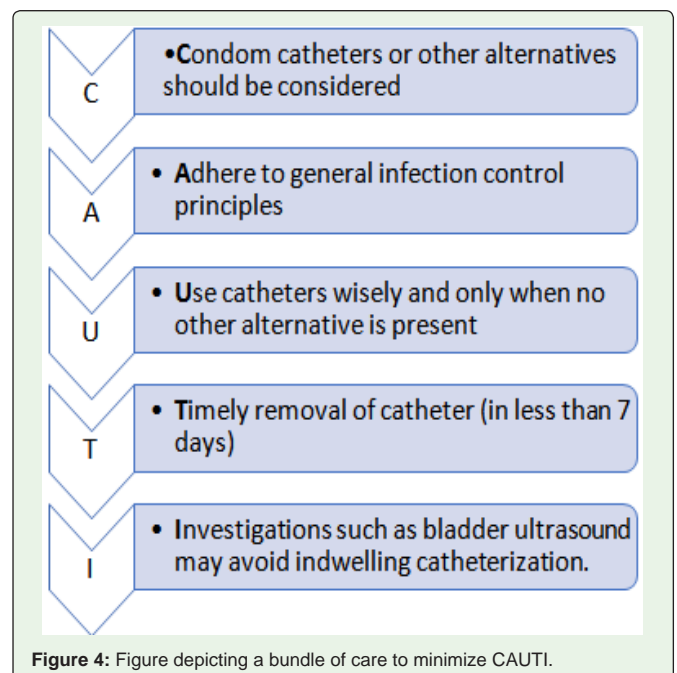 C
•Condom catheters or other alternatives
should be considered
A
• Adhere to general infection control
principles
U
• Use catheters wisely and only when no
other alternative is present
T
• Timely removal of catheter (in less than 7
days)
I
• Investigations such as bladder ultrasound
may avoid indwelling catheterization.
Figure 4: Figure depicting a bundle of care to minimize CAUTI.